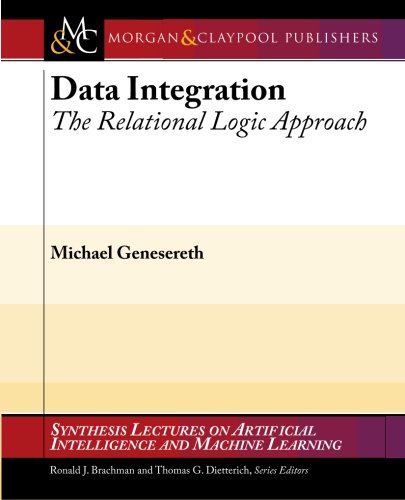 M
&C
MORGAN&CLAYPOOL PUBLISHERS
Data Integration
The Relational Logic Approach
Michael Genesereth
SYNTHESIS LECTURES ON ARTIFICIAL
INTELLIGENCE AND MACHINE LEARNING
Ronald J. Brachman and Thomas G. Dietterich, Series Editors